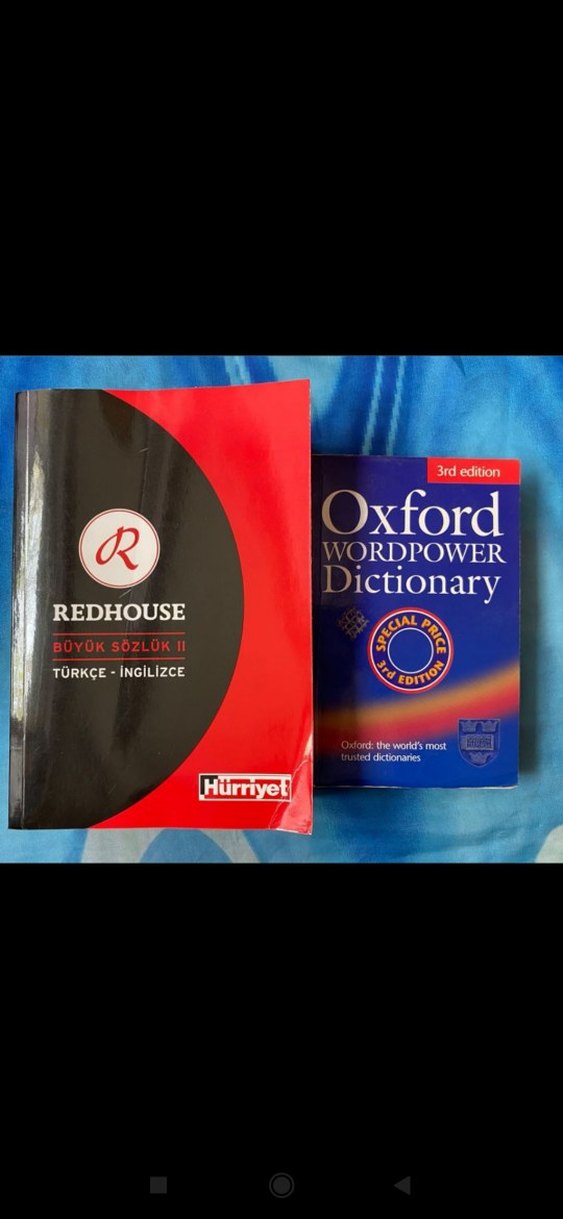 R
REDHOUSE
BÜYÜK SÖZLÜK II
TÜRKÇE - İNGİLİZCE
Hürriyet
3rd edition
Oxford
WORDPOWER
Dictionary
SPECIAL PRICE
3rd EDITION
Oxford: the world's most
trusted dictionaries